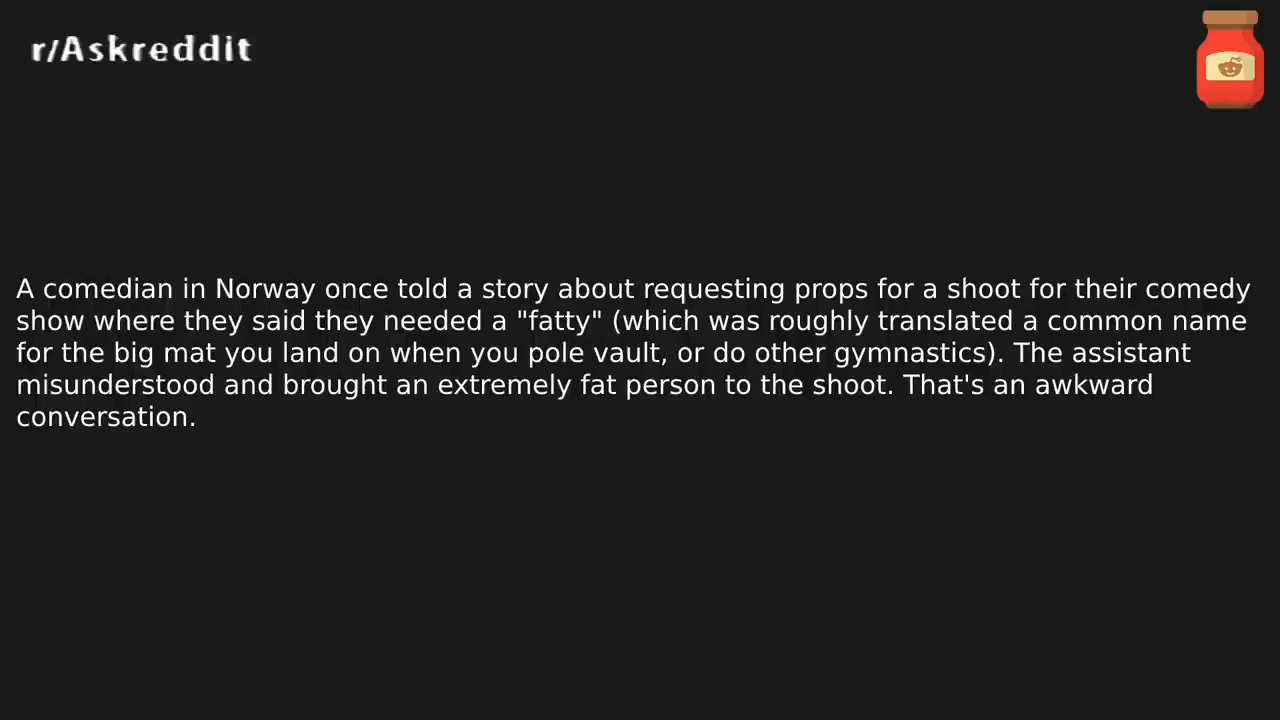 r/Askreddit
A comedian in Norway once told a story about requesting props for a shoot for their comedy
show where they said they needed a "fatty" (which was roughly translated a common name
for the big mat you land on when you pole vault, or do other gymnastics). The assistant
misunderstood and brought an extremely fat person to the shoot. That's an awkward
conversation.